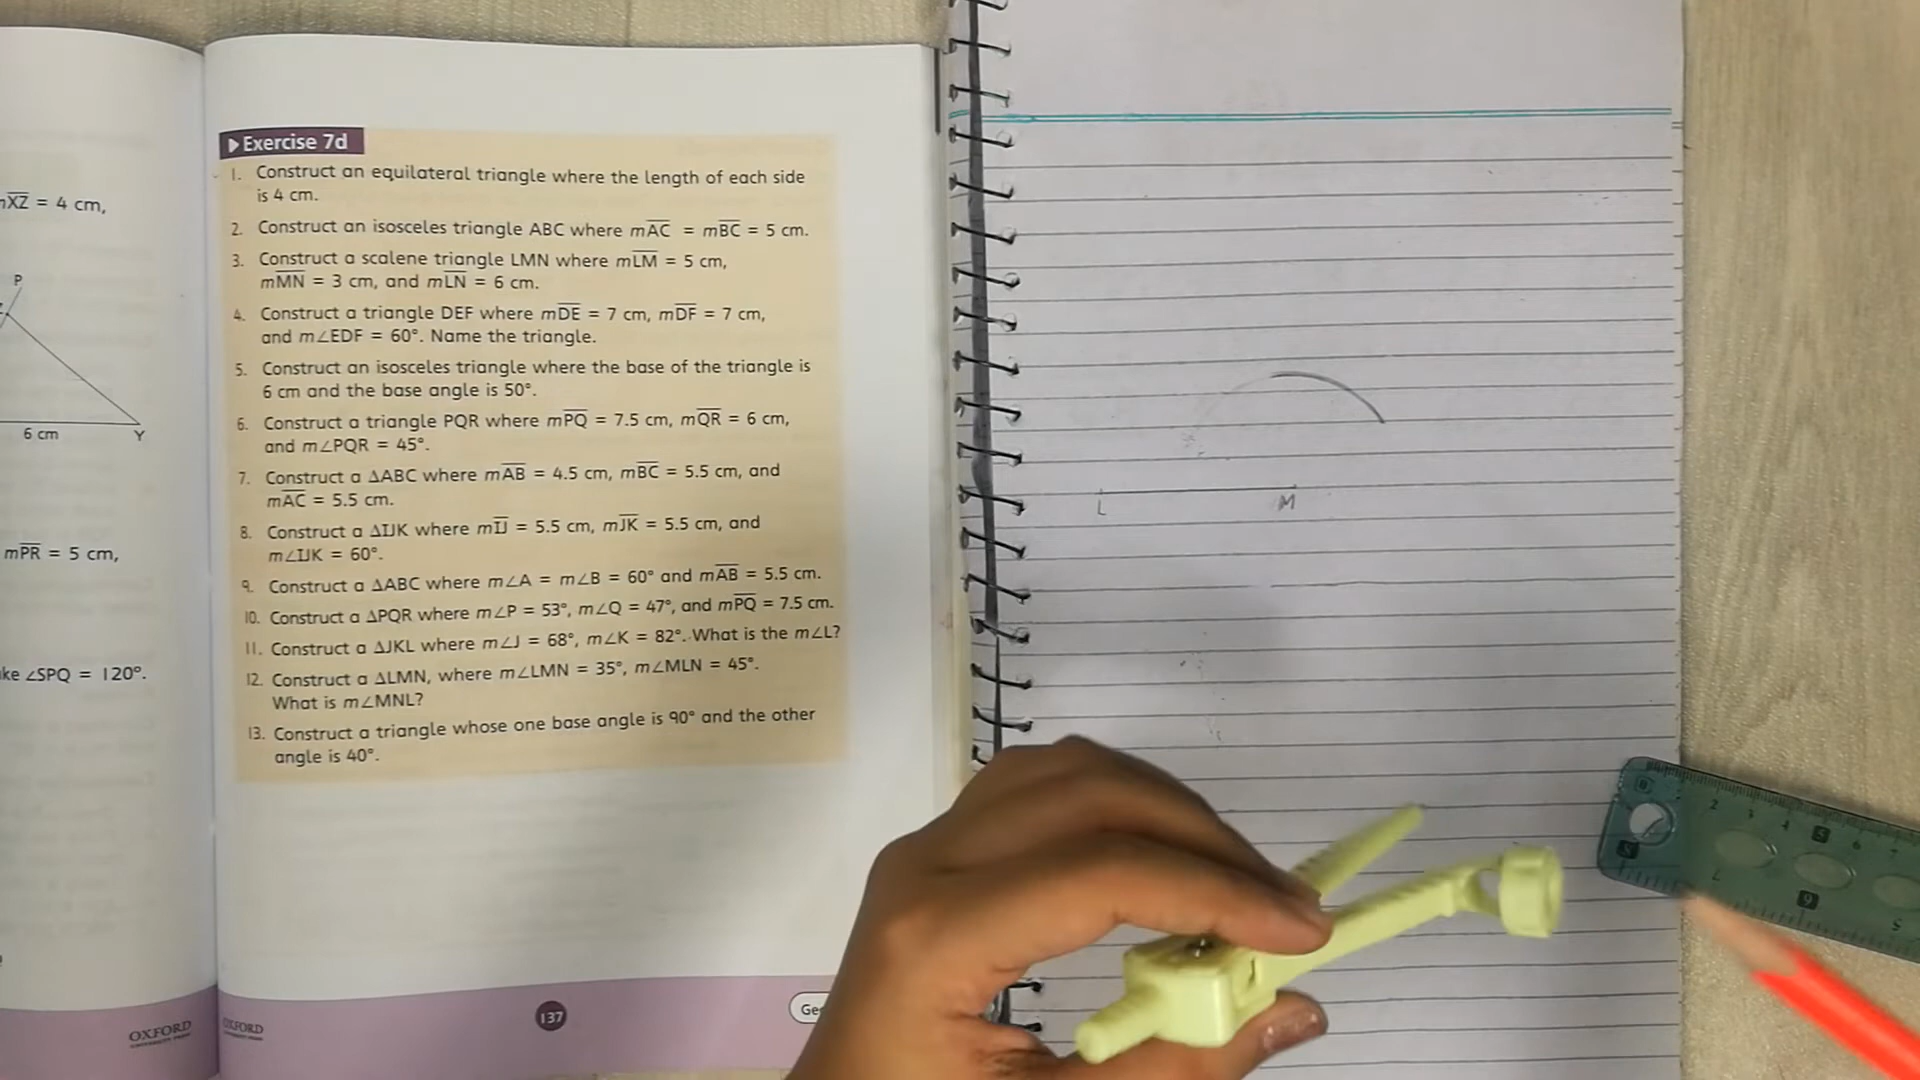 mXZ = 4 cm,
P
6 cm
Y
mPR = 5 cm,
∠SPQ = 120°.
OXFORD
Exercise 7d
1. Construct an equilateral triangle where the length of each side
is 4 cm.
2. Construct an isosceles triangle ABC where mAC = mBC = 5 cm.
3. Construct a scalene triangle LMN where mLM = 5 cm,
mMN = 3 cm, and mLN = 6 cm.
4. Construct a triangle DEF where mDE = 7 cm, mDF = 7 cm,
and m∠EDF = 60°. Name the triangle.
5. Construct an isosceles triangle where the base of the triangle is
6 cm and the base angle is 50°.
6. Construct a triangle PQR where mPQ = 7.5 cm, mQR = 6 cm,
and m∠PQR = 45°.
7. Construct a ΔABC where mAB = 4.5 cm, mBC = 5.5 cm, and
mAC = 5.5 cm.
8. Construct a ΔIJK where mIJ = 5.5 cm, mJK = 5.5 cm, and
m∠IJK = 60°.
9. Construct a ΔABC where m∠A = m∠B = 60° and mAB = 5.5 cm.
10. Construct a ΔPQR where m∠P = 53°, m∠Q = 47°, and mPQ = 7.5 cm.
11. Construct a ΔJKL where m∠J = 68°, m∠K = 82°. What is the m∠L?
12. Construct a ΔLMN, where m∠LMN = 35°, m∠MLN = 45°.
What is m∠MNL?
13. Construct a triangle whose one base angle is 90° and the other
angle is 40°.
OXFORD
137
L M
2 3 4 5 6 7